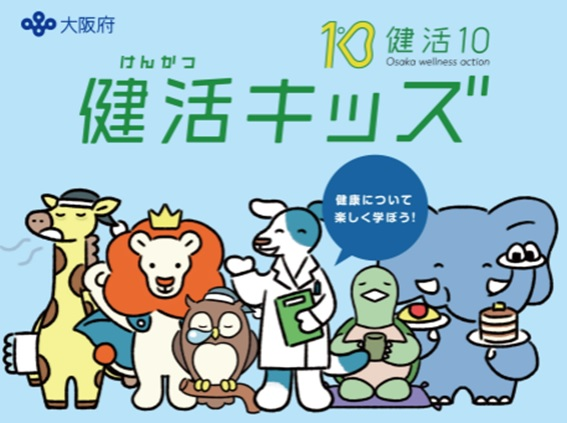 大阪府
10 健活10
Osaka wellness action
けんかつ
健活キッズ
健康について
楽しく学ぼう!